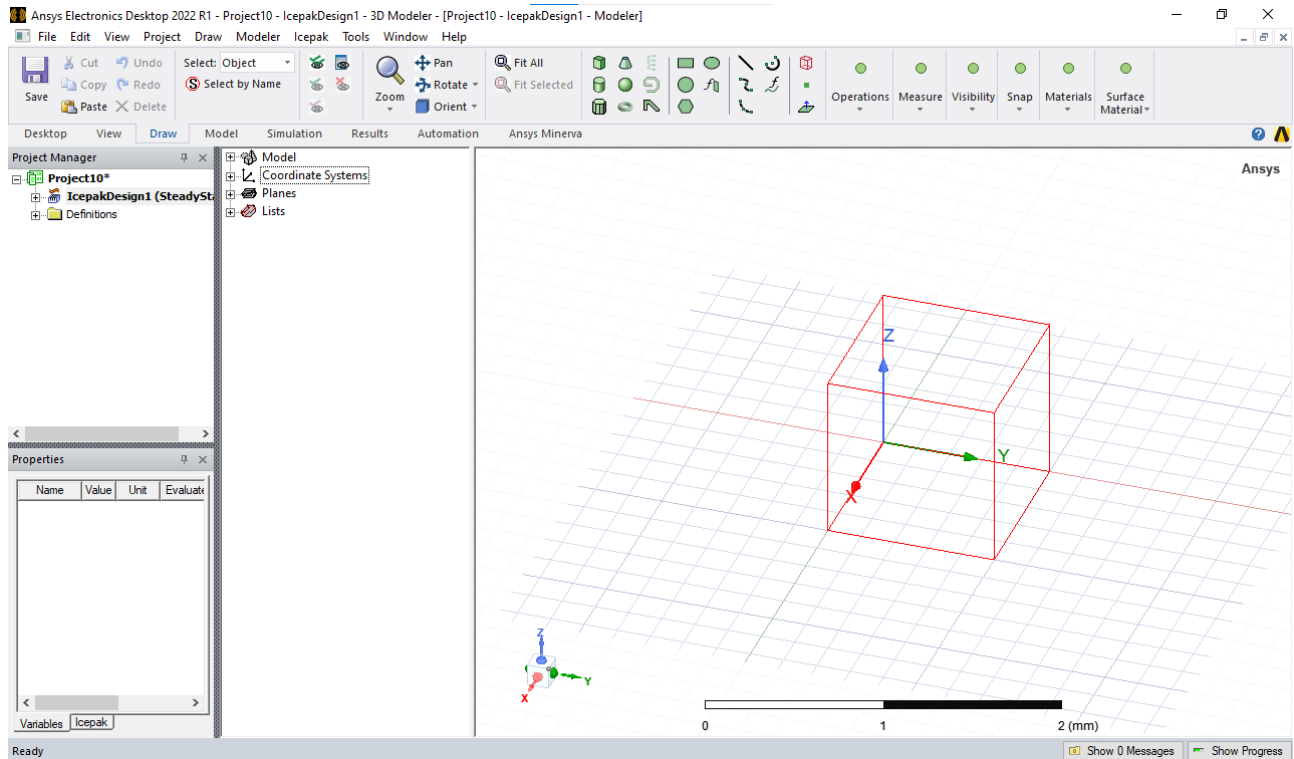 Ansys Electronics Desktop 2022 R1 - Project10 - IcepakDesign1 - 3D Modeler - [Project10 - IcepakDesign1 - Modeler]
File Edit View Project Draw Modeler Icepak Tools Window Help
Save
Cut Undo
Copy Redo
Paste Delete
Select: Object
Select by Name
Zoom
Pan
Rotate
Orient
Fit All
Fit Selected
Operations Measure Visibility Snap Materials Surface Material
Desktop View Draw Model Simulation Results Automation Ansys Minerva
Project Manager
Project10*
IcepakDesign1 (SteadySta
Definitions
Model
Coordinate Systems
Planes
Lists
Ansys
Z
Y
X
Properties
Name Value Unit Evaluate
Variables Icepak
Z
Y
X
0 1 2 (mm)
Ready
Show 0 Messages Show Progress